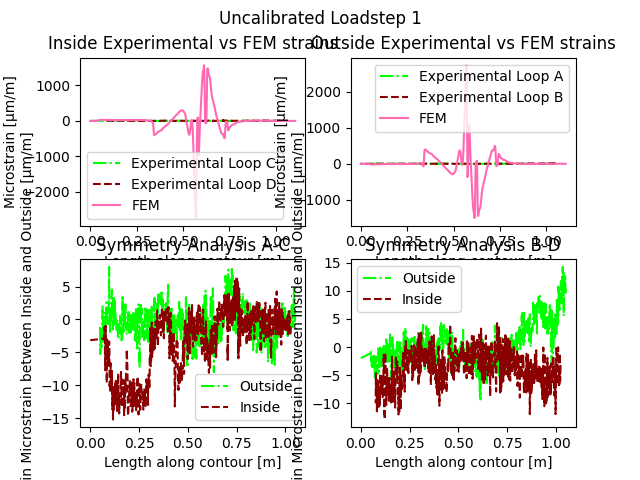 Uncalibrated Loadstep 1
Inside Experimental vs FEM strains
Outside Experimental vs FEM strains
Microstrain [μm/m]
1000
0
−1000
−2000
Experimental Loop C
Experimental Loop D
FEM
0.00 0.25 0.50 0.75 1.00
Length along contour [m]
Microstrain [μm/m]
2000
1000
0
−1000
Experimental Loop A
Experimental Loop B
FEM
0.00 0.25 0.50 0.75 1.00
Length along contour [m]
Symmetry Analysis A-C
in Microstrain between Inside and Outside [μm/m]
5
0
−5
−10
−15
Outside
Inside
0.00 0.25 0.50 0.75 1.00
Length along contour [m]
Symmetry Analysis B-D
in Microstrain between Inside and Outside [μm/m]
15
10
5
0
−5
−10
Outside
Inside
0.00 0.25 0.50 0.75 1.00
Length along contour [m]